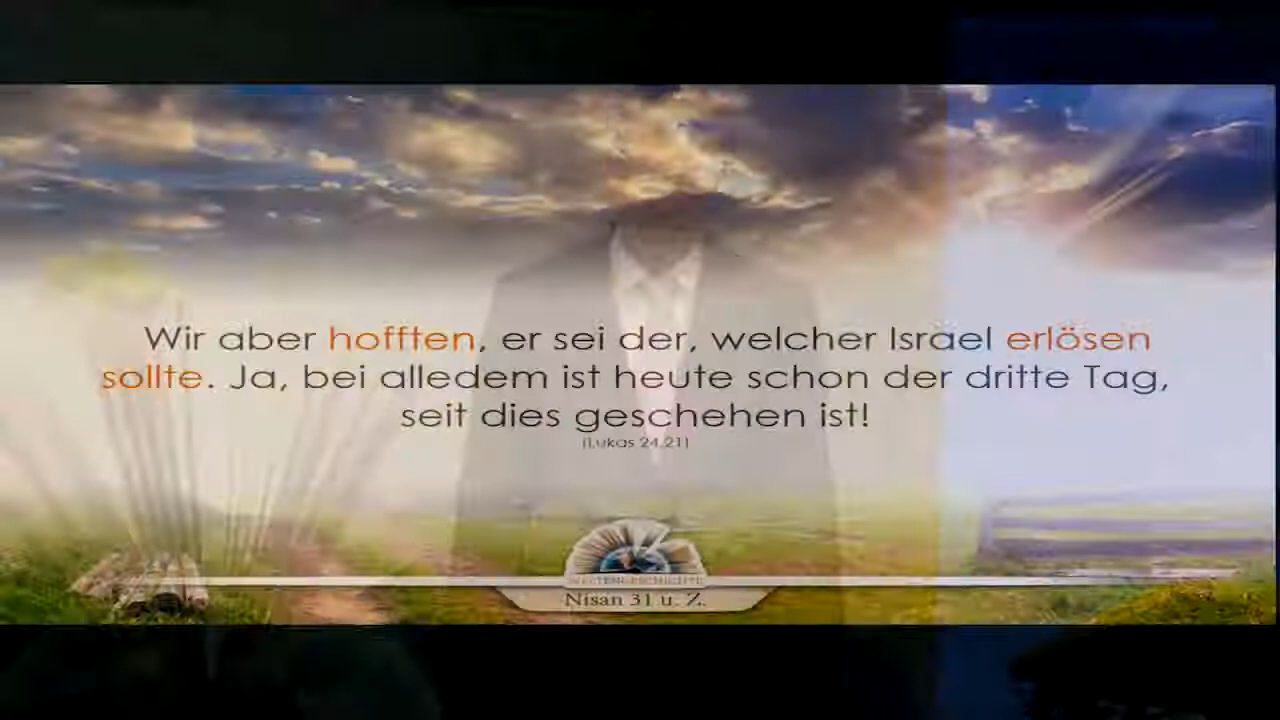 Wir aber hofften, er sei der, welcher Israel erlösen
sollte. Ja, bei alledem ist heute schon der dritte Tag,
seit dies geschehen ist!
(Lukas 24,21)
Nisan 31 u. Z.